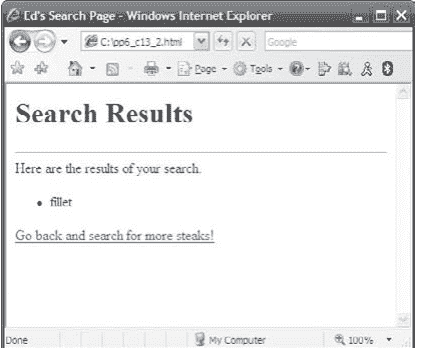 Ed's Search Page - Windows Internet Explorer
C:\pp6_c13_2.html Google
Page Tools
Search Results
Here are the results of your search.
• fillet
Go back and search for more steaks!
Done My Computer 100%